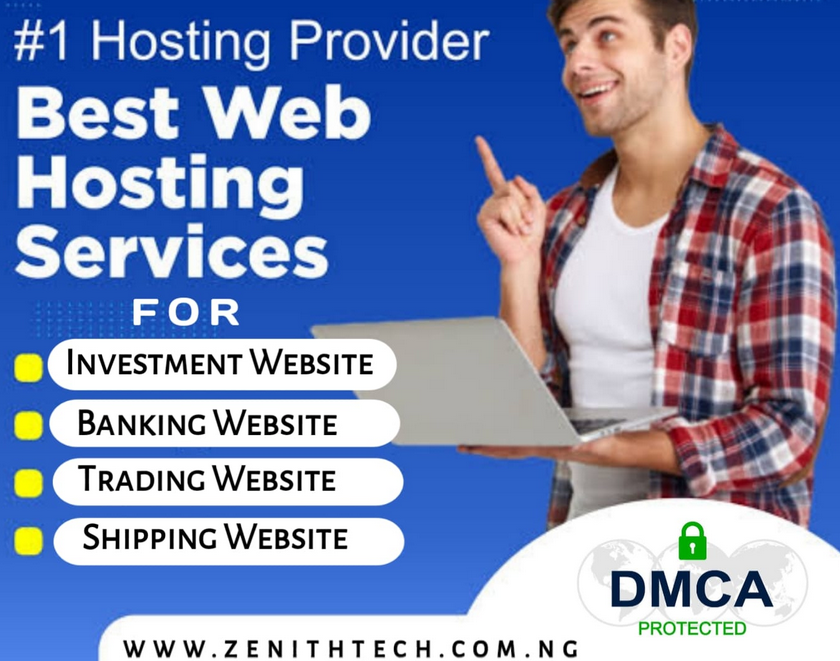 #1 Hosting Provider
Best Web
Hosting
Services
FOR
Investment Website
Banking Website
Trading Website
Shipping Website
DMCA
PROTECTED
WWW.ZENITHTECH.COM.NG